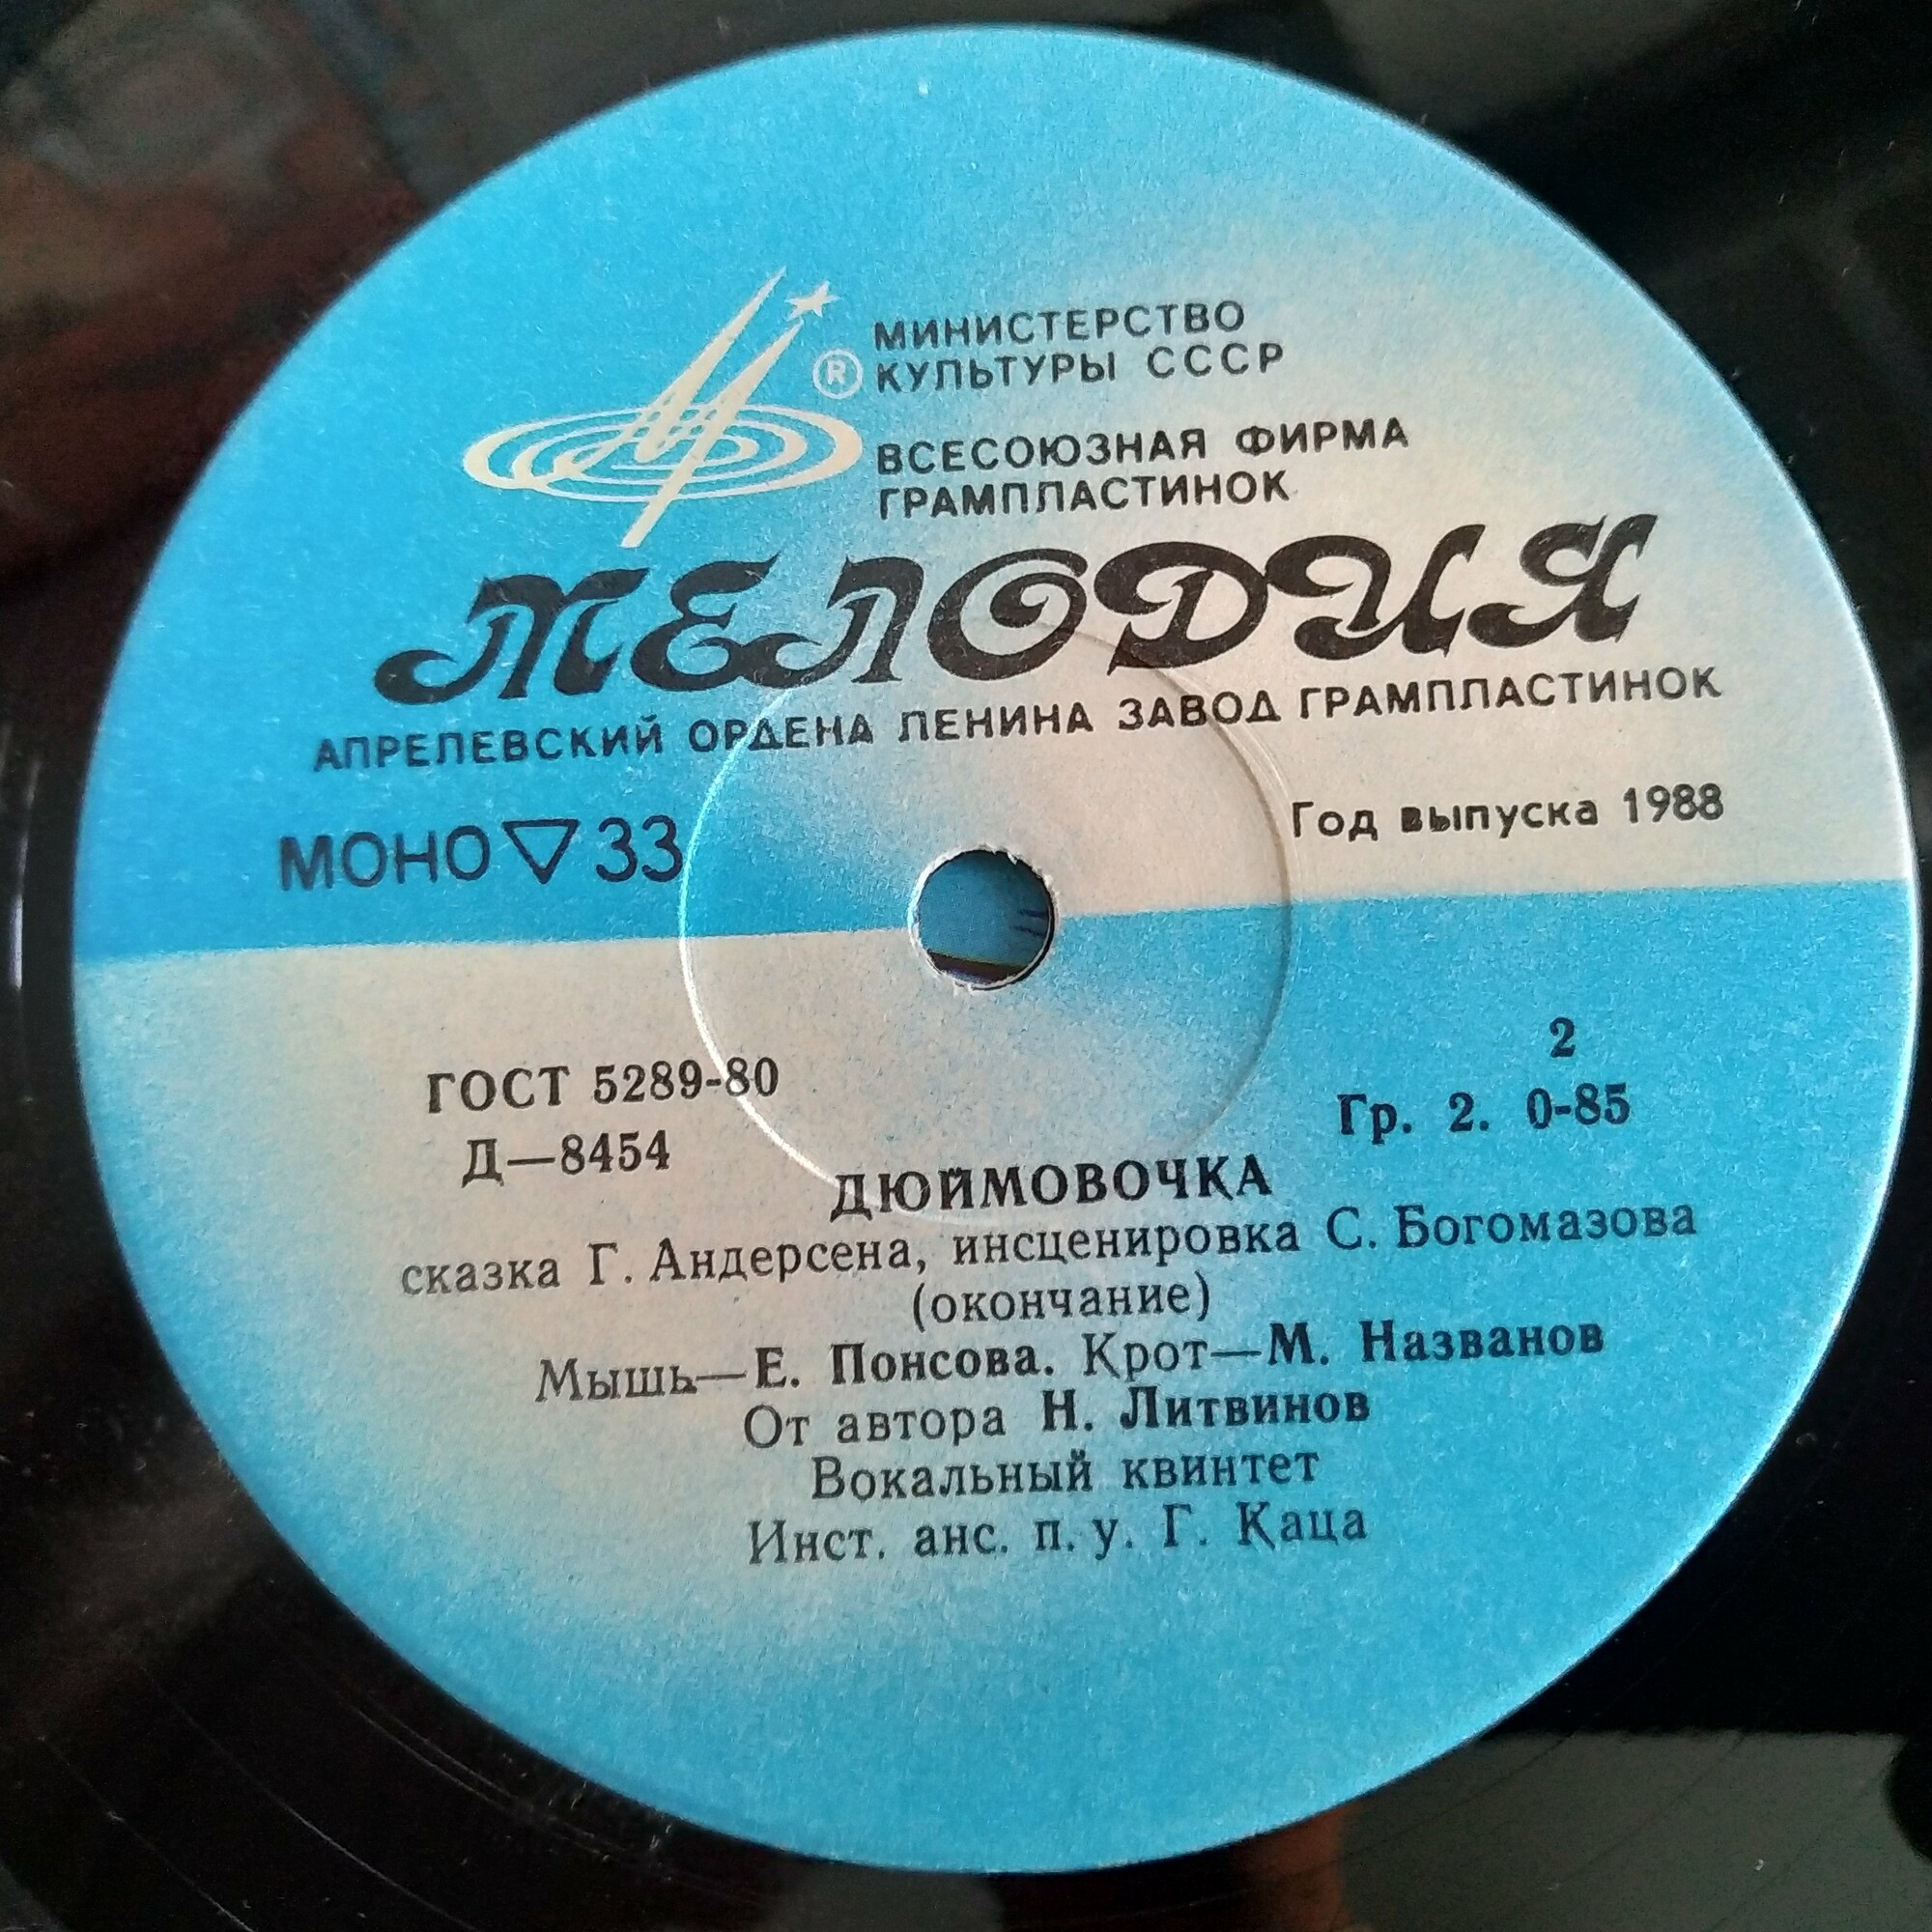 МИНИСТЕРСТВО
КУЛЬТУРЫ СССР
®
ВСЕСОЮЗНАЯ ФИРМА
ГРАМПЛАСТИНОК
МЕЛОДИЯ
АПРЕЛЕВСКИЙ ОРДЕНА ЛЕНИНА ЗАВОД ГРАМПЛАСТИНОК
МОНО ▽ 33
Год выпуска 1988
ГОСТ 5289-80
Д—8454
2
Гр. 2. 0-85
ДЮЙМОВОЧКА
сказка Г. Андерсена, инсценировка С. Богомазова
(окончание)
Мышь—Е. Понсова. Крот—М. Названов
От автора Н. Литвинов
Вокальный квинтет
Инст. анс. п. у. Г. Каца